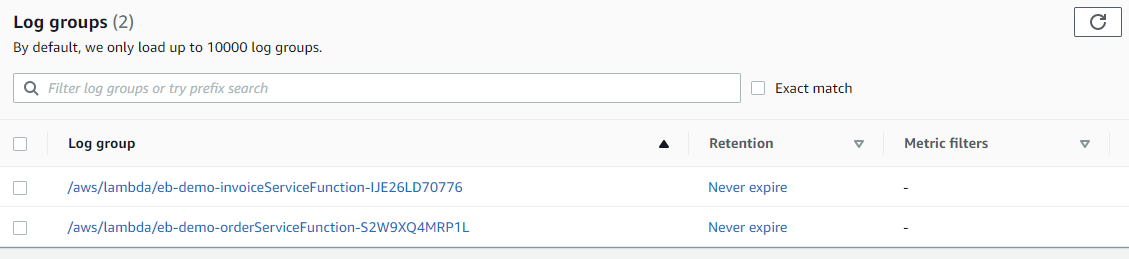 Log groups (2)
By default, we only load up to 10000 log groups.
Filter log groups or try prefix search
Exact match
Log group Retention Metric filters
/aws/lambda/eb-demo-invoiceServiceFunction-IJE26LD70776 Never expire -
/aws/lambda/eb-demo-orderServiceFunction-S2W9XQ4MRP1L Never expire -